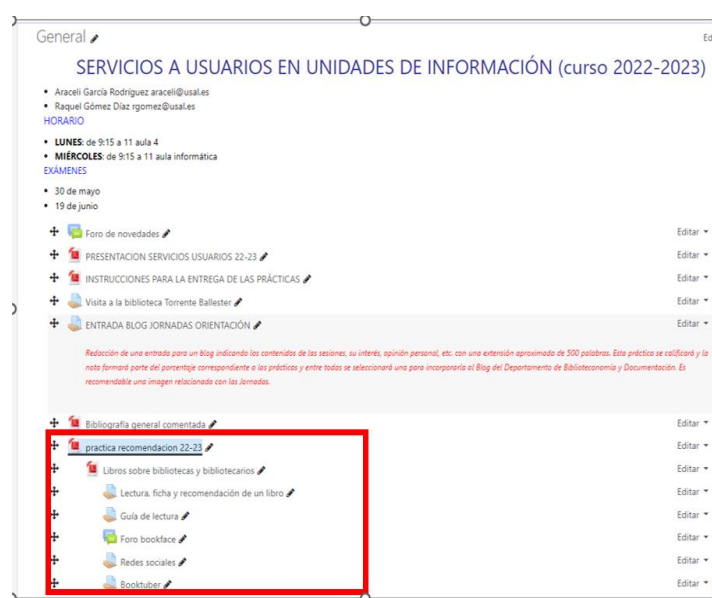 General
Ed
SERVICIOS A USUARIOS EN UNIDADES DE INFORMACIÓN (curso 2022-2023)
• Araceli García Rodríguez araceli@usal.es
• Raquel Gómez Díaz rgomez@usal.es
HORARIO
• LUNES: de 9:15 a 11 aula 4
• MIÉRCOLES: de 9:15 a 11 aula informática
EXÁMENES
• 30 de mayo
• 19 de junio
Foro de novedades Editar
PRESENTACION SERVICIOS USUARIOS 22-23 Editar
INSTRUCCIONES PARA LA ENTREGA DE LAS PRÁCTICAS Editar
Visita a la biblioteca Torrente Ballester Editar
ENTRADA BLOG JORNADAS ORIENTACIÓN Editar
Redacción de una entrada para un blog indicando los contenidos de las sesiones, su interés, opinión personal, etc. con una extensión aproximada de 500 palabras. Esta práctica se calificará y la
nota formará parte del porcentaje correspondiente a las prácticas y entre todas se seleccionará una para incorporarla al Blog del Departamento de Biblioteconomía y Documentación. Es
recomendable una imagen relacionada con las Jornadas.
Bibliografía general comentada Editar
practica recomendacion 22-23 Editar
Libros sobre bibliotecas y bibliotecarios Editar
Lectura, ficha y recomendación de un libro Editar
Guía de lectura Editar
Foro bookface Editar
Redes sociales Editar
Booktuber Editar